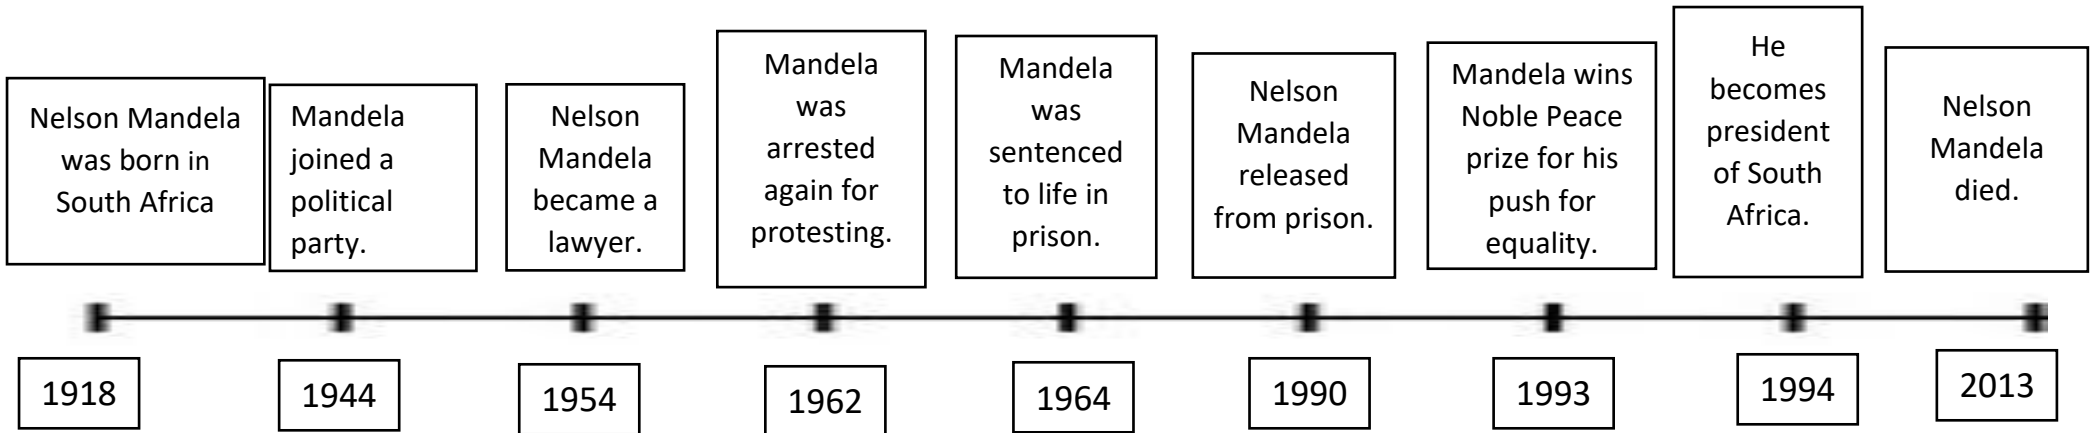 Nelson Mandela
was born in
South Africa
Mandela
joined a
political
party.
Nelson
Mandela
became a
lawyer.
Mandela
was
arrested
again for
protesting.
Mandela
was
sentenced
to life in
prison.
Nelson
Mandela
released
from prison.
Mandela wins
Noble Peace
prize for his
push for
equality.
He
becomes
president
of South
Africa.
Nelson
Mandela
died.
1918
1944
1954
1962
1964
1990
1993
1994
2013